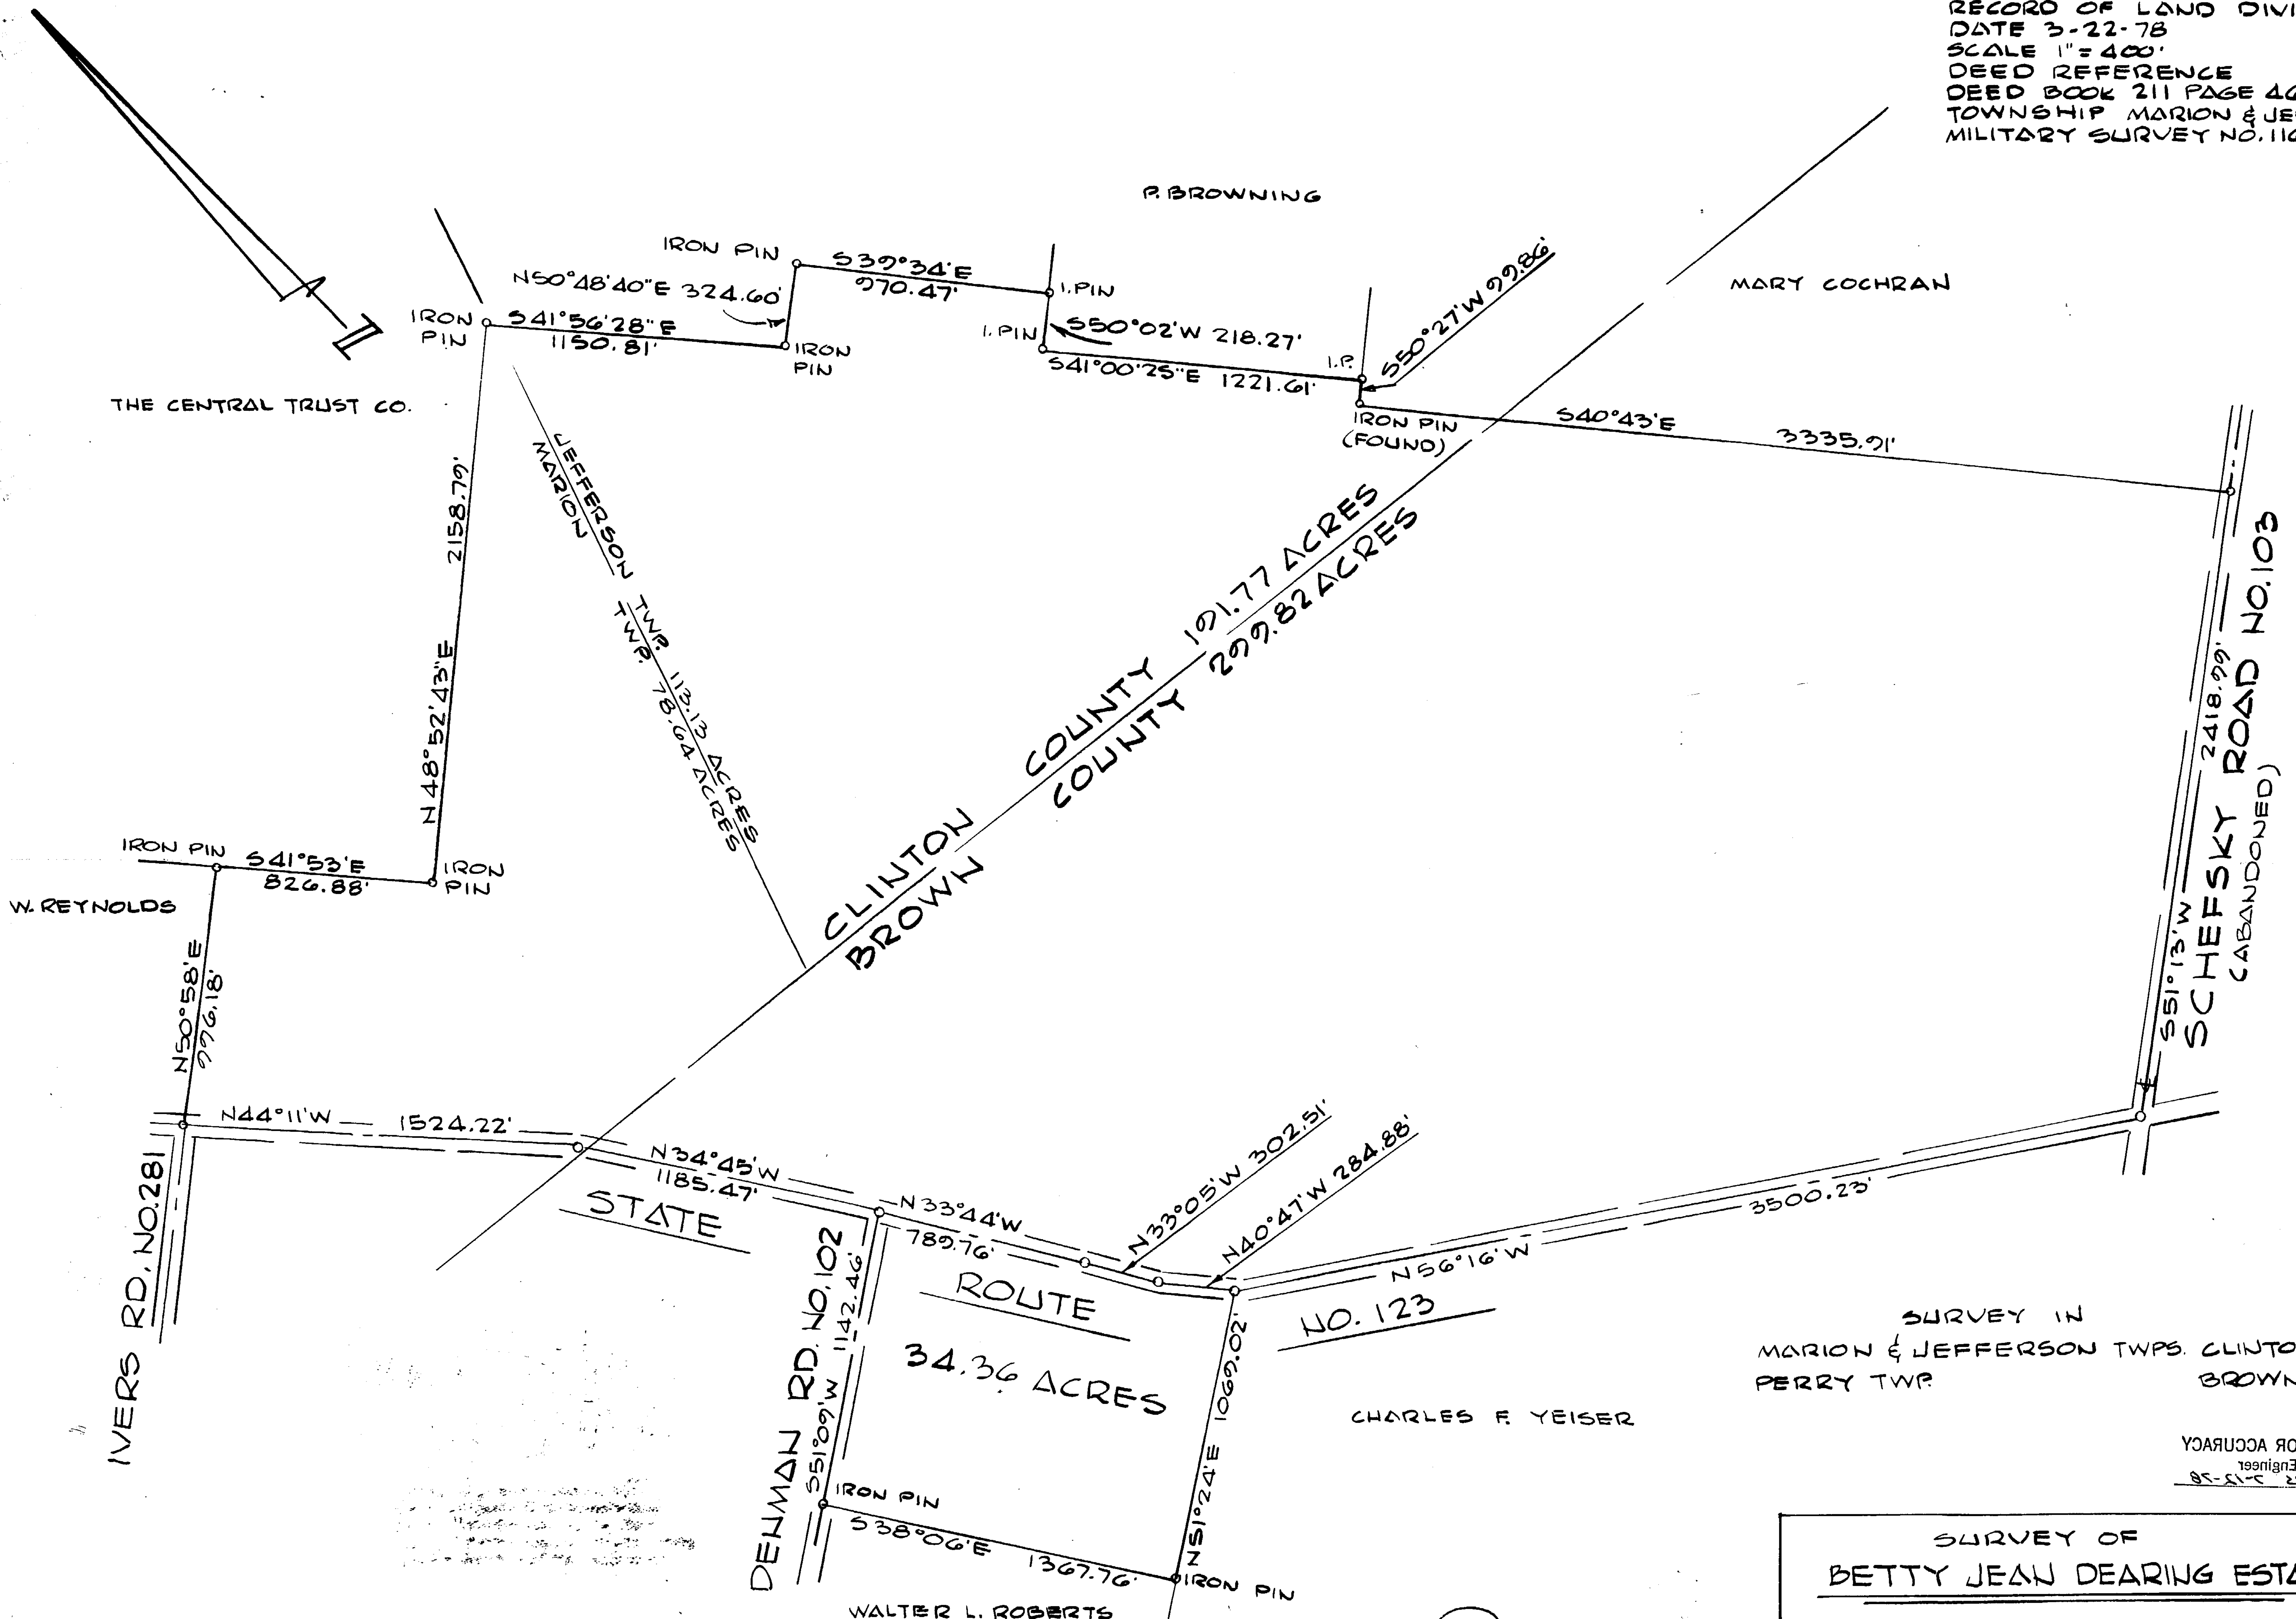 RECORD OF LAND DIVI
DATE 3-22-78
SCALE 1" = 400'
DEED REFERENCE
DEED BOOK 211 PAGE 46
TOWNSHIP MARION & JE
MILITARY SURVEY NO. 116
P. BROWNING
MARY COCHRAN
IRON PIN
S39°34'E
970.47'
N50°48'40"E 324.60'
I. PIN
IRON
PIN
S41°56'28"E
1150.81'
IRON
PIN
I. PIN
S50°02'W 218.27'
I.P.
S50°27'W 99.86'
S41°00'25"E 1221.61'
IRON PIN
(FOUND)
S40°43'E
3335.91'
THE CENTRAL TRUST CO.
N48°52'43"E 2158.79'
JEFFERSON TWP. 113.13 ACRES
MARION TWP. 78.64 ACRES
CLINTON COUNTY 191.77 ACRES
BROWN COUNTY 299.82 ACRES
S51°13'W 2418.99'
SCHEFSKY ROAD NO. 103
(ABANDONED)
IRON PIN
S41°53'E
826.88'
IRON
PIN
W. REYNOLDS
N50°58'E
996.18'
N44°11'W 1524.22'
IVERS RD. NO. 281
N34°45'W
1185.47'
STATE
N33°44'W
789.76'
ROUTE
N33°05'W 302.51'
N40°47'W 284.88'
N56°16'W
3500.23'
NO. 123
DENMAN RD. NO. 102
S51°09'W 1142.46'
34.36 ACRES
N51°24'E 1069.02'
IRON PIN
S38°06'E
1367.76'
IRON PIN
WALTER L. ROBERTS
CHARLES F. YEISER
SURVEY IN
MARION & JEFFERSON TWPS. CLINTO
PERRY TWP. BROWN
OR ACCURACY
Engineer
SURVEY OF
BETTY JEAN DEARING ESTA